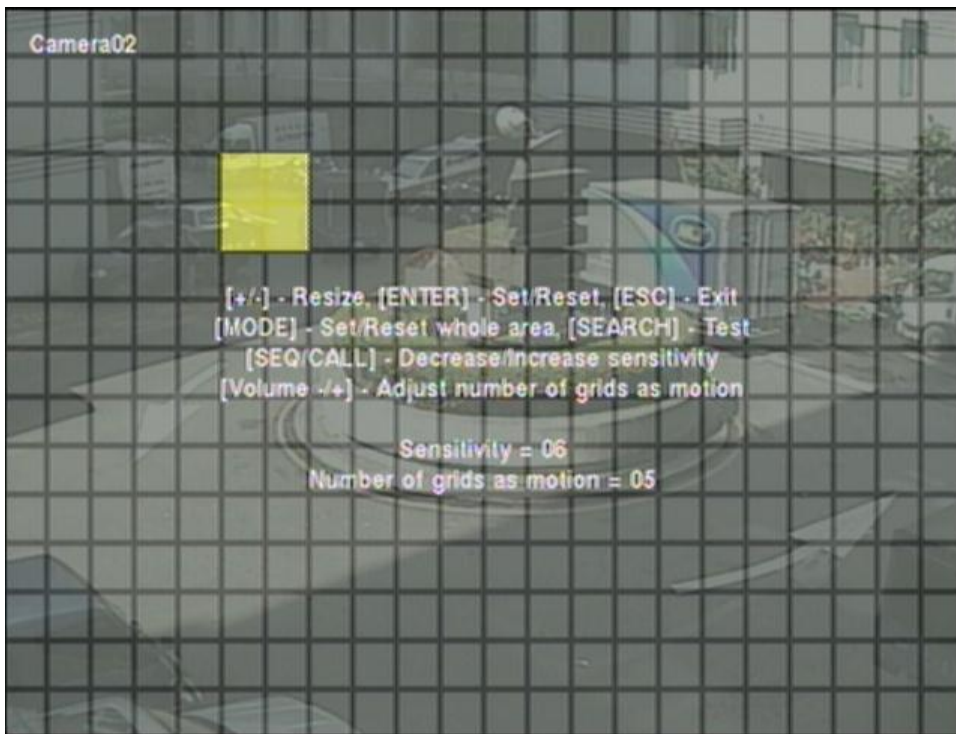 Camera02
[+/-] - Resize, [ENTER] - Set/Reset, [ESC] - Exit
[MODE] - Set/Reset whole area, [SEARCH] - Test
[SEQ/CALL] - Decrease/Increase sensitivity
[Volume -/+] - Adjust number of grids as motion
Sensitivity = 06
Number of grids as motion = 05